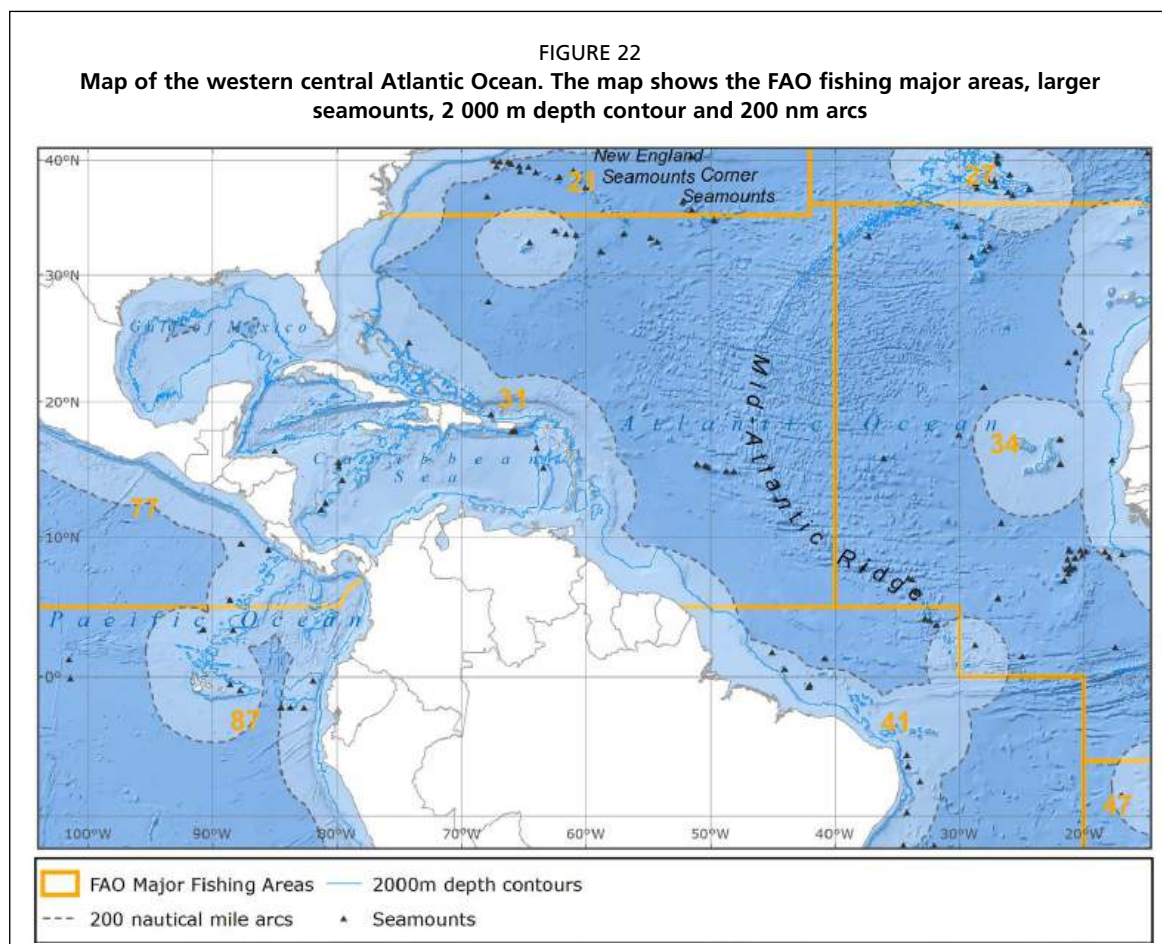 FIGURE 22
Map of the western central Atlantic Ocean. The map shows the FAO fishing major areas, larger
seamounts, 2 000 m depth contour and 200 nm arcs
40°N
New England
Seamounts
Corner
Seamounts
21
27
30°N
Gulf of Mexico
20°N
31
Atlantic Ocean
34
Caribbean
Sea
Mid-Atlantic Ridge
77
10°N
Pacific Ocean
0°
87
41
47
100°W
90°W
80°W
70°W
60°W
50°W
40°W
30°W
20°W
FAO Major Fishing Areas
2000m depth contours
200 nautical mile arcs
Seamounts